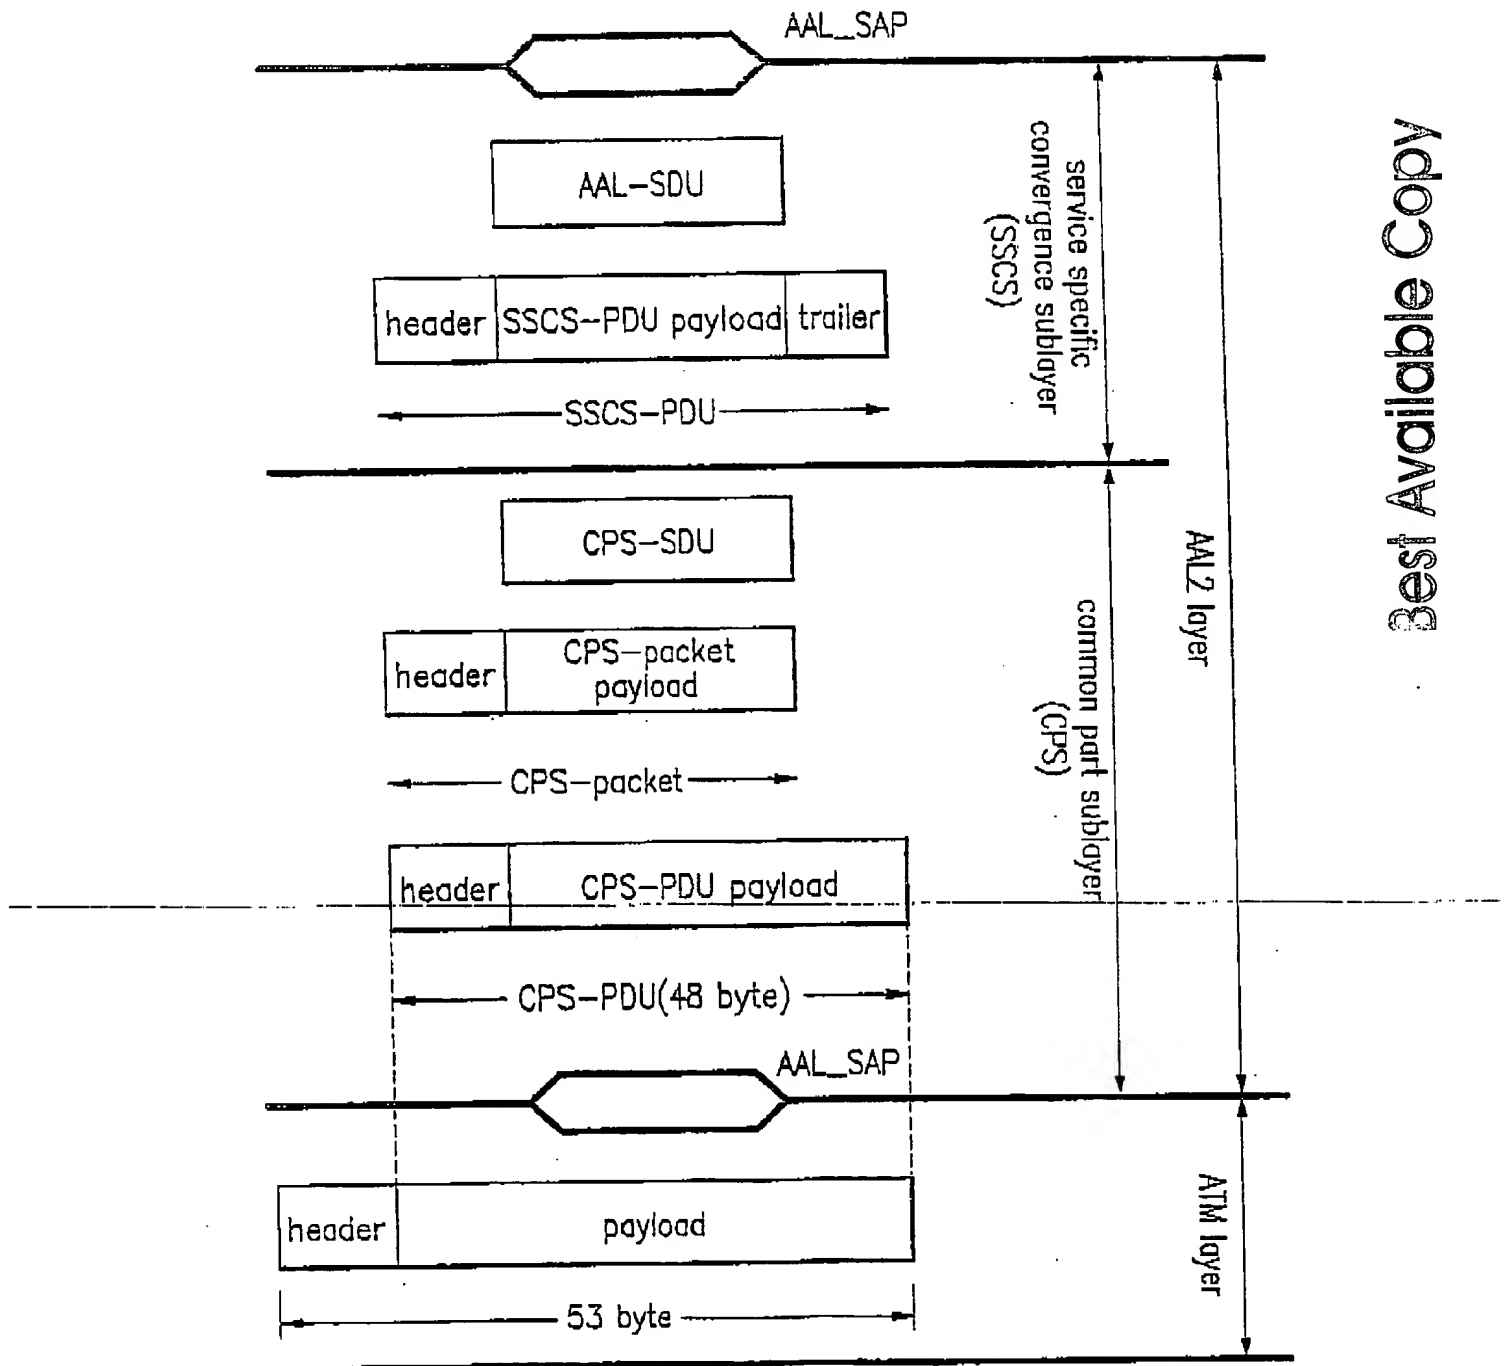 AAL_SAP
AAL-SDU
header SSCS-PDU payload trailer
SSCS-PDU
service specific
convergence sublayer
(SSCS)
CPS-SDU
header
CPS-packet
payload
CPS-packet
header CPS-PDU payload
CPS-PDU(48 byte)
common part sublayer
(CPS)
AAL2 layer
AAL_SAP
header payload
53 byte
ATM layer
Best Available Copy